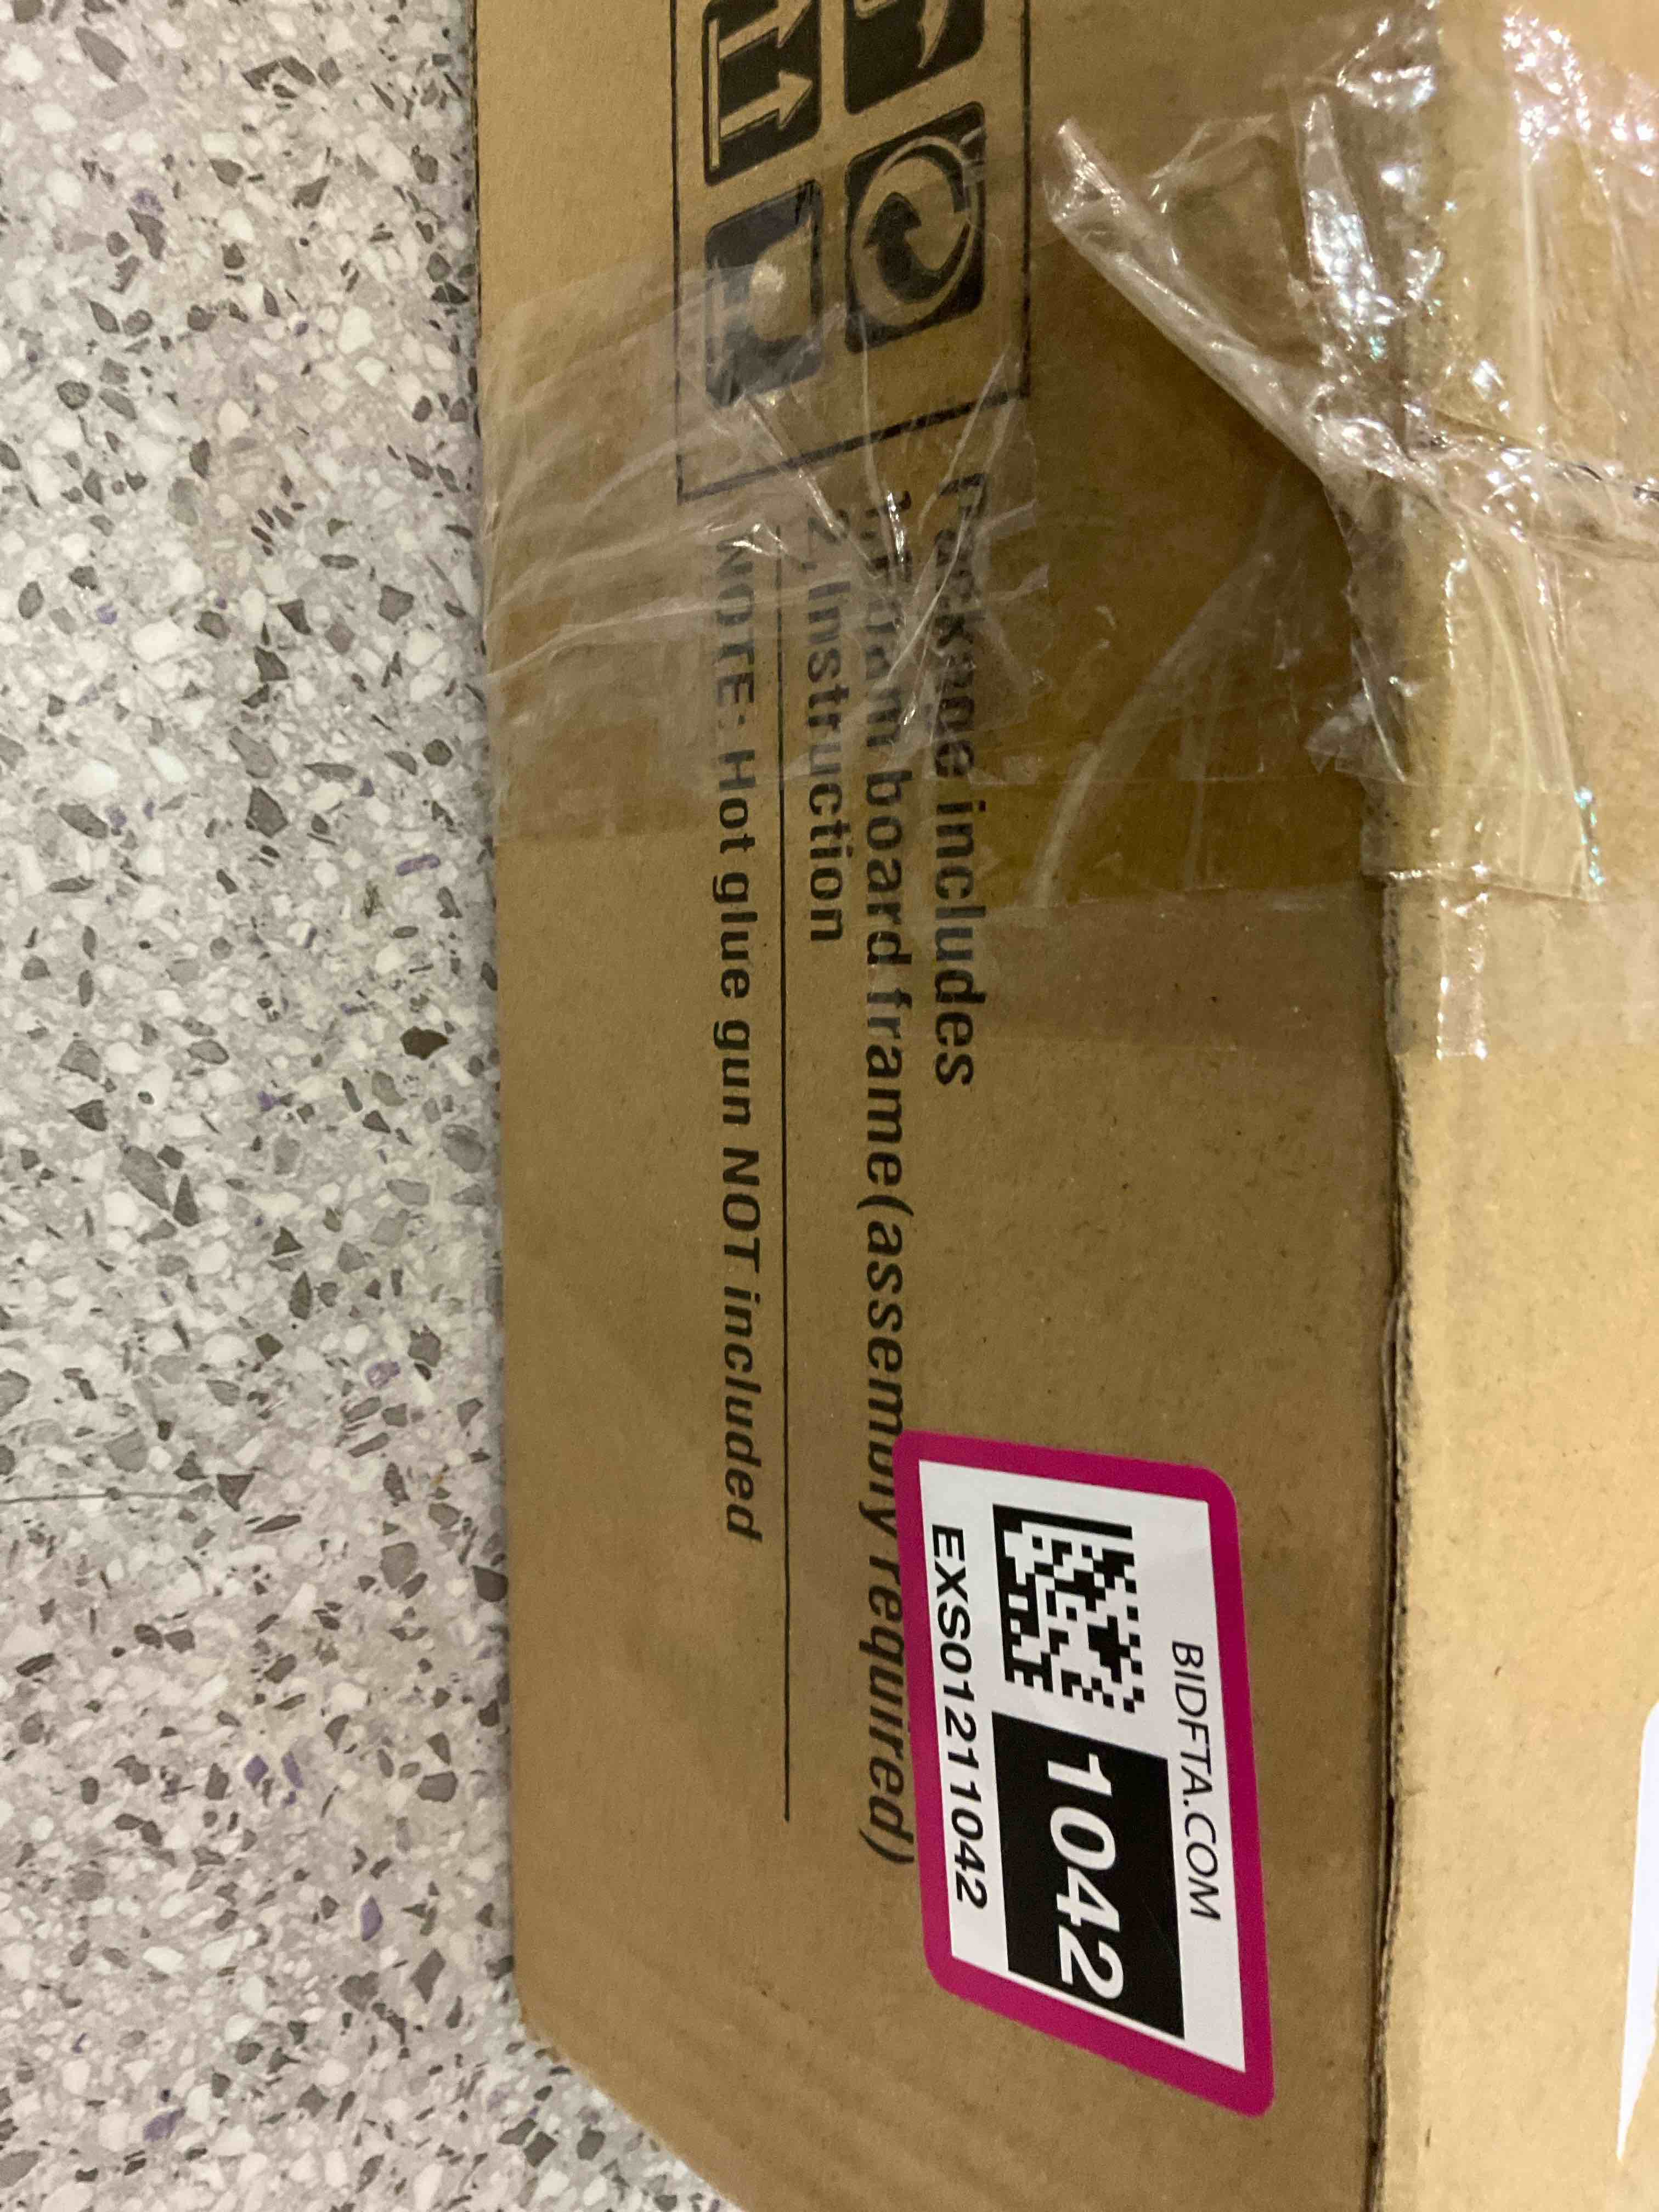 Package includes
1, Foam board frame(assembly required)
2, Instruction
NOTE: Hot glue gun NOT included
BIDFTA.COM
1042
EXS01211042